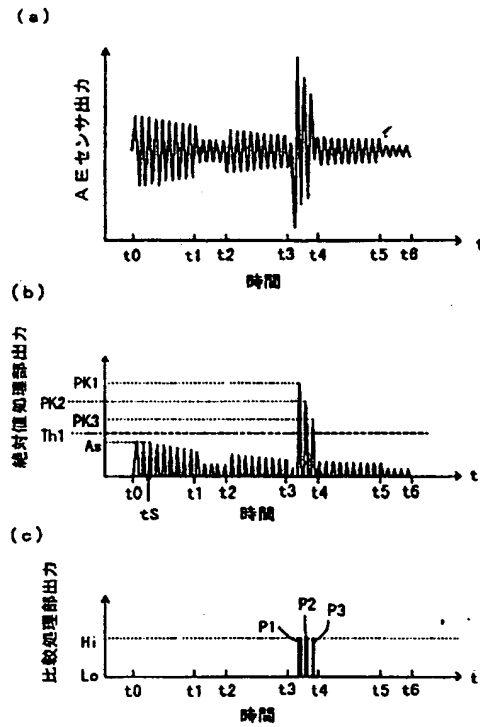 (a)
AEセンサ出力
t0 t1 t2 t3 t4 t5 t6
t
時間
(b)
絶対値処理部出力
PK1
PK2
PK3
Th1
As
t0 t1 t2 t3 t4 t5 t6
t
tS
時間
(c)
比較処理部出力
P1 P2 P3
Hi
Lo
t0 t1 t2 t3 t4 t5 t6
t
時間